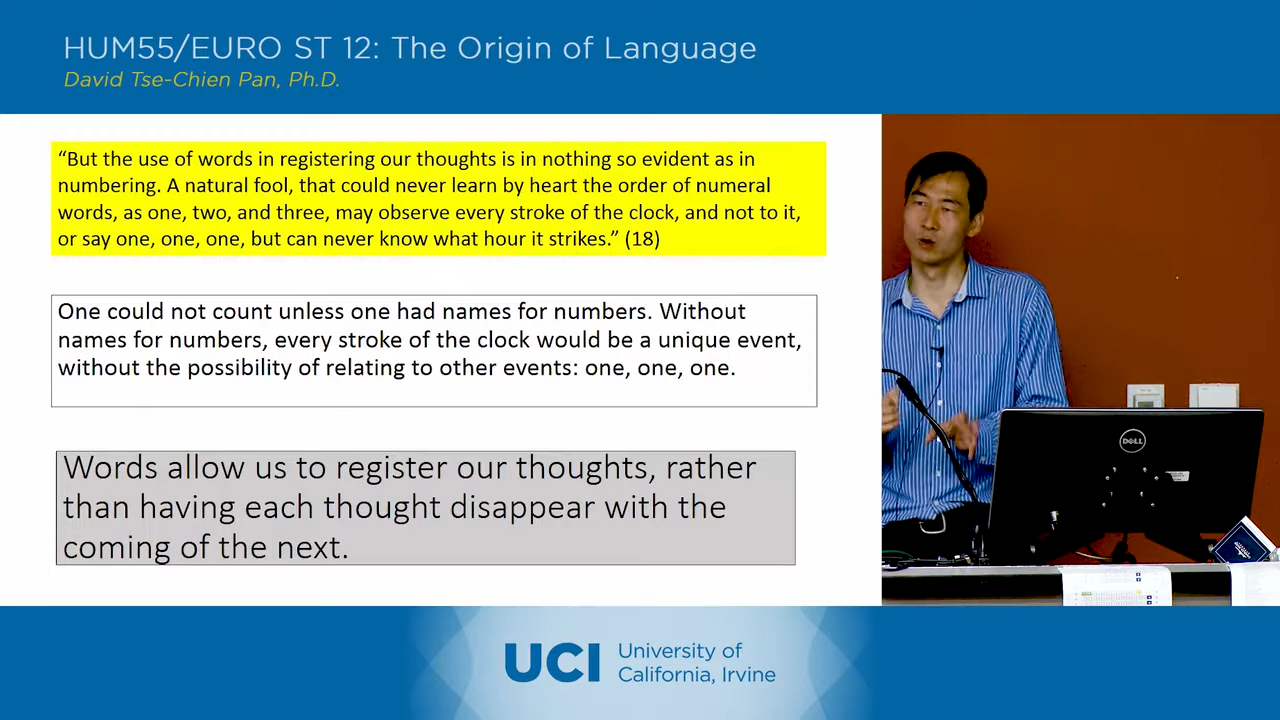 HUM55/EURO ST 12: The Origin of Language
David Tse-Chien Pan, Ph.D.
“But the use of words in registering our thoughts is in nothing so evident as in
numbering. A natural fool, that could never learn by heart the order of numeral
words, as one, two, and three, may observe every stroke of the clock, and not to it,
or say one, one, one, but can never know what hour it strikes.” (18)
One could not count unless one had names for numbers. Without
names for numbers, every stroke of the clock would be a unique event,
without the possibility of relating to other events: one, one, one.
Words allow us to register our thoughts, rather
than having each thought disappear with the
coming of the next.
DELL
UCI
University of
California, Irvine